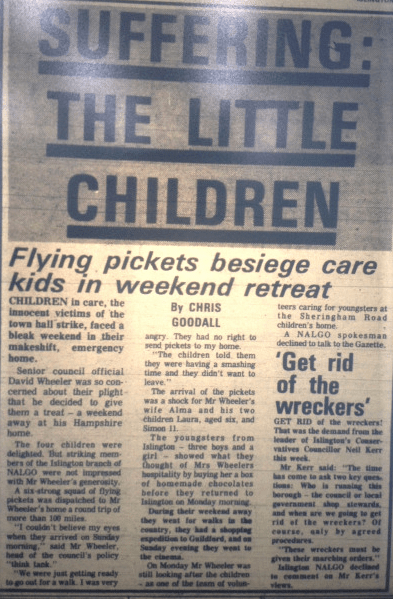 SUFFERING:
THE LITTLE
CHILDREN
Flying pickets besiege care
kids in weekend retreat
CHILDREN in care, the
innocent victims of the
town hall strike, faced a
bleak weekend in their
makeshift, emergency
home.
Senior council official
David Wheeler was so con-
cerned about their plight
that he decided to give
them a treat — a weekend
away at his Hampshire
home.
The four children were
delighted. But striking mem-
bers of the Islington branch of
NALGO were not impressed
with Mr Wheeler's generosity.
A six-strong squad of flying
pickets was dispatched to Mr
Wheeler's home a round trip of
more than 100 miles.
"I couldn't believe my eyes
when they arrived on Sunday
morning," said Mr Wheeler,
head of the council's policy
"think tank."
"We were just getting ready
to go out for a walk. I was very
By CHRIS
GOODALL
angry. They had no right to
send pickets to my home.
"The children told them
they were having a smashing
time and they didn't want to
leave."
The arrival of the pickets
was a shock for Mr Wheeler's
wife Alma and his two
children Laura, aged six, and
Simon 11.
The youngsters from
Islington — three boys and a
girl — showed what they
thought of Mrs Wheelers
hospitality by buying her a box
of homemade chocolates
before they returned to
Islington on Monday morning.
During their weekend away
they went for walks in the
country, they had a shopping
expedition to Guildford, and on
Sunday evening they went to
the cinema.
On Monday Mr Wheeler was
still looking after the children
— as one of the team of volun-
teers caring for youngsters at
the Sheringham Road
children's home.
A NALGO spokesman
declined to talk to the Gazette.
'Get rid
of the
wreckers'
GET RID of the wreckers!
That was the demand from the
leader of Islington's Conser-
vatives Councillor Neil Kerr
this week.
Mr Kerr said: "The time
has come to ask two key ques-
tions: Who is running this
borough — the council or local
government shop stewards,
and when are we going to get
rid of the wreckers? Of
course, only by agreed
procedures.
"These wreckers must be
given their marching orders."
Islington NALGO declined
to comment on Mr Kerr's
views.